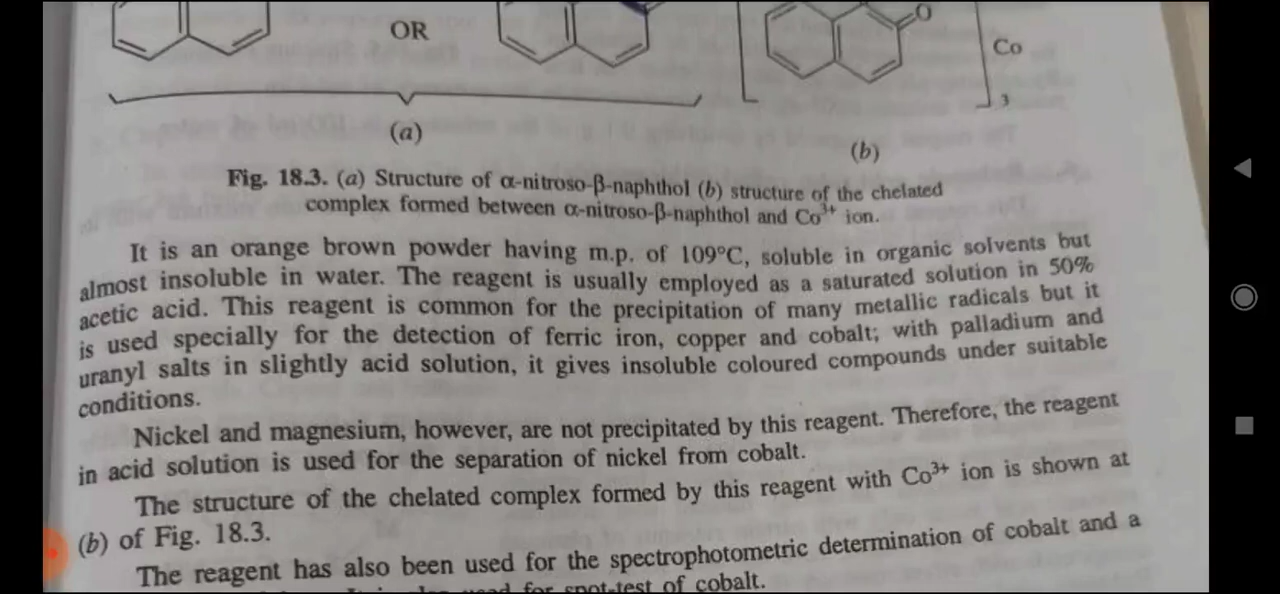 OR
O
Co
3
(a)
(b)
Fig. 18.3. (a) Structure of α-nitroso-β-naphthol (b) structure of the chelated
complex formed between α-nitroso-β-naphthol and Co³⁺ ion.
It is an orange brown powder having m.p. of 109°C, soluble in organic solvents but
almost insoluble in water. The reagent is usually employed as a saturated solution in 50%
acetic acid. This reagent is common for the precipitation of many metallic radicals but it
is used specially for the detection of ferric iron, copper and cobalt; with palladium and
uranyl salts in slightly acid solution, it gives insoluble coloured compounds under suitable
conditions.
Nickel and magnesium, however, are not precipitated by this reagent. Therefore, the reagent
in acid solution is used for the separation of nickel from cobalt.
The structure of the chelated complex formed by this reagent with Co³⁺ ion is shown at
(b) of Fig. 18.3.
The reagent has also been used for the spectrophotometric determination of cobalt and a
for spot-test of cobalt.